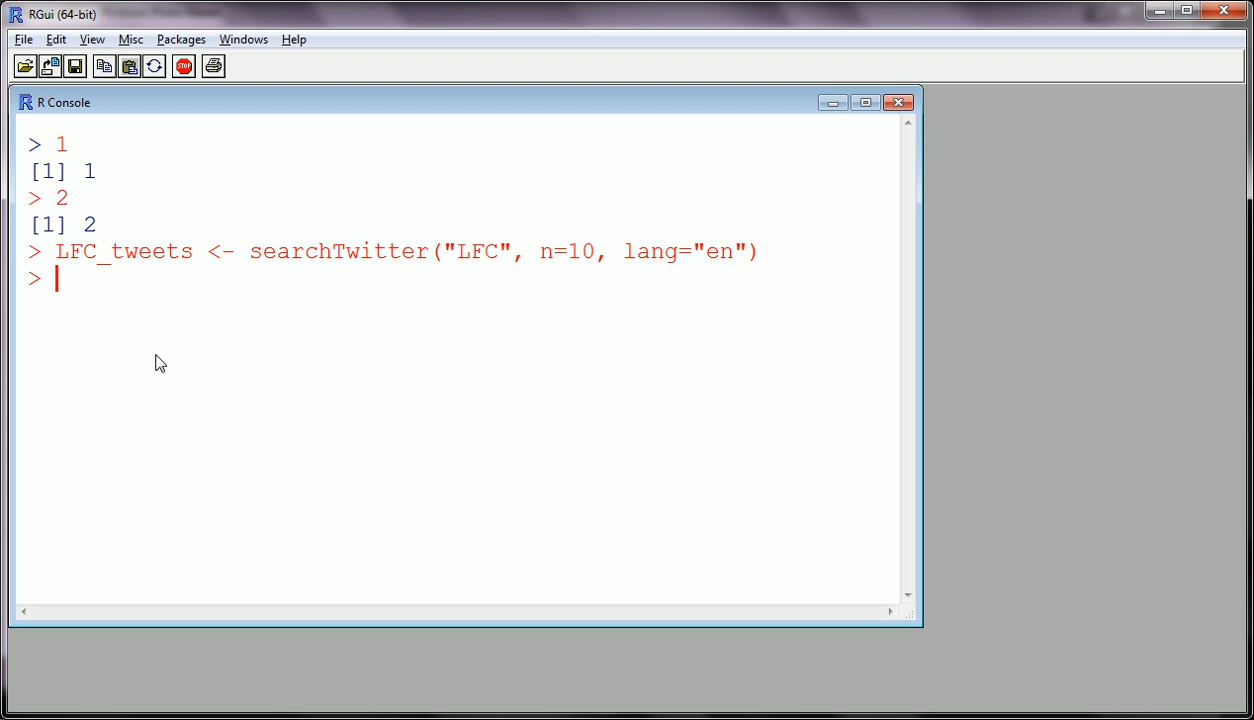 RGui (64-bit)
File Edit View Misc Packages Windows Help
STOP
R Console
> 1
[1] 1
> 2
[1] 2
> LFC_tweets <- searchTwitter("LFC", n=10, lang="en")
>